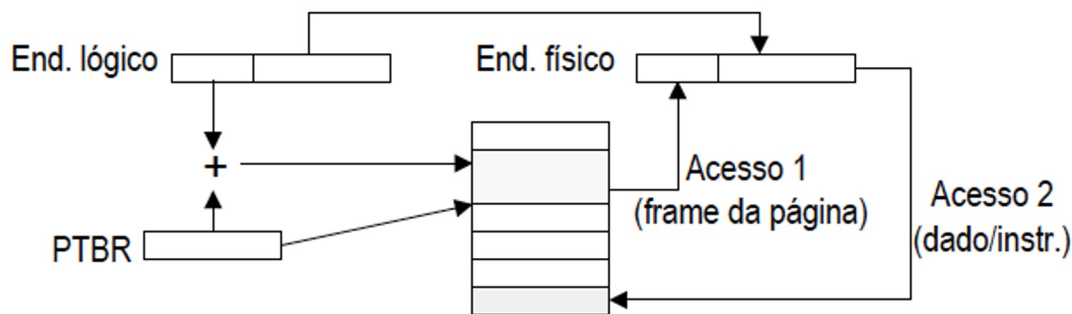 End. lógico
End. físico
+
Acesso 1
(frame da página)
Acesso 2
(dado/instr.)
PTBR